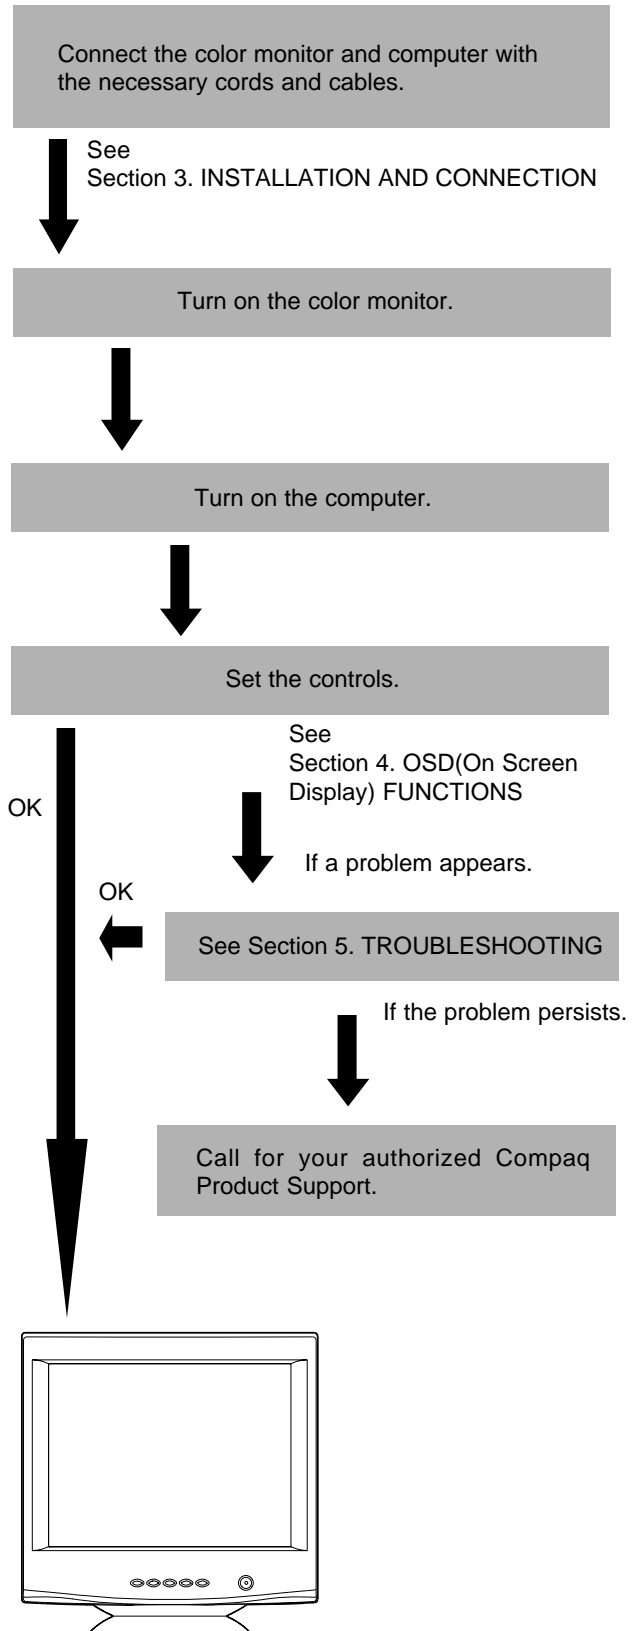 Connect the color monitor and computer with
the necessary cords and cables.
See
Section 3. INSTALLATION AND CONNECTION
Turn on the color monitor.
Turn on the computer.
Set the controls.
See
Section 4. OSD(On Screen
Display) FUNCTIONS
OK
If a problem appears.
OK
See Section 5. TROUBLESHOOTING
If the problem persists.
Call for your authorized Compaq
Product Support.